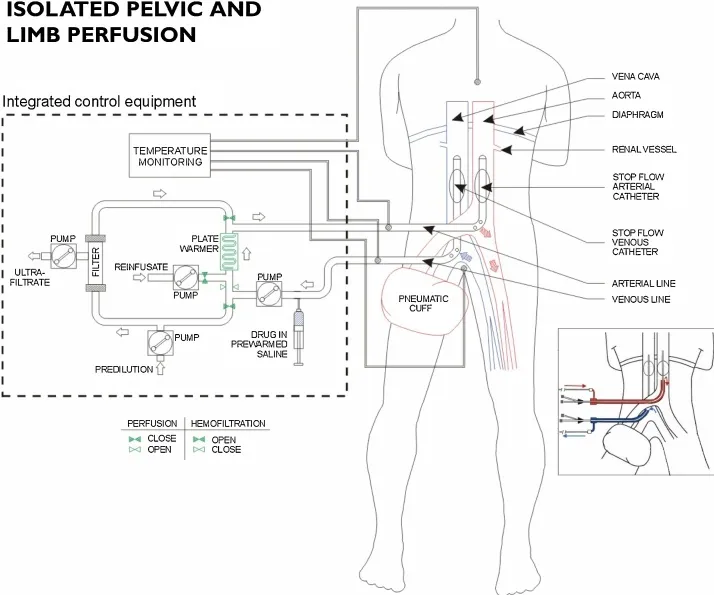 ISOLATED PELVIC AND
LIMB PERFUSION
Integrated control equipment
TEMPERATURE
MONITORING
PUMP
ULTRA-
FILTRATE
FILTER
PLATE
WARMER
REINFUSATE
PUMP
PUMP
PUMP
PREDILUTION
DRUG IN
PREWARMED
SALINE
PNEUMATIC
CUFF
VENA CAVA
AORTA
DIAPHRAGM
RENAL VESSEL
STOP FLOW
ARTERIAL
CATHETER
STOP FLOW
VENOUS
CATHETER
ARTERIAL LINE
VENOUS LINE
PERFUSION HEMOFILTRATION
CLOSE OPEN
OPEN CLOSE